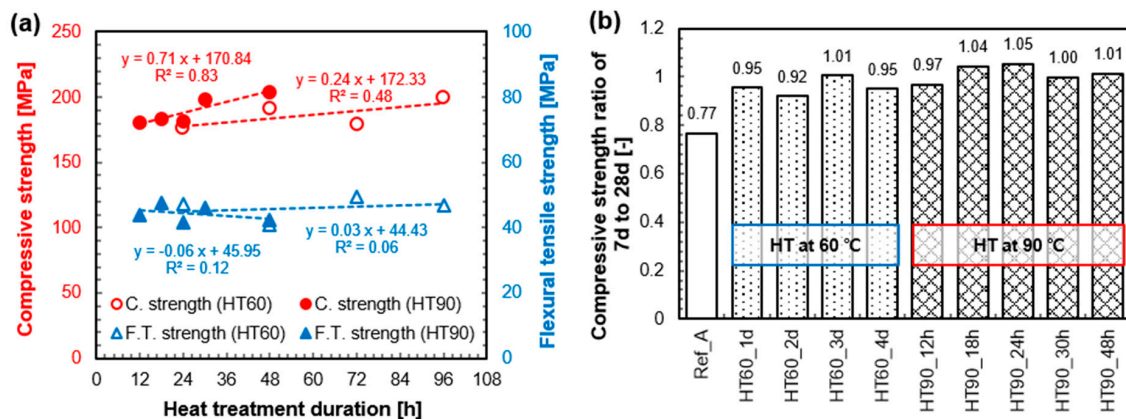 (a)
Compressive strength [MPa]
250
200
150
100
50
0
y = 0.71 x + 170.84
R² = 0.83
y = 0.24 x + 172.33
R² = 0.48
y = -0.06 x + 45.95
R² = 0.12
y = 0.03 x + 44.43
R² = 0.06
C. strength (HT60)
C. strength (HT90)
F.T. strength (HT60)
F.T. strength (HT90)
100
80
60
40
20
0
Flexural tensile strength [MPa]
0 12 24 36 48 60 72 84 96 108
Heat treatment duration [h]
(b)
Compressive strength ratio of
7d to 28d [-]
1.2
1
0.8
0.6
0.4
0.2
0
0.77
0.95
0.92
1.01
0.95
0.97
1.04
1.05
1.00
1.01
HT at 60 ℃
HT at 90 ℃
Ref_A
HT60_1d
HT60_2d
HT60_3d
HT60_4d
HT90_12h
HT90_18h
HT90_24h
HT90_30h
HT90_48h